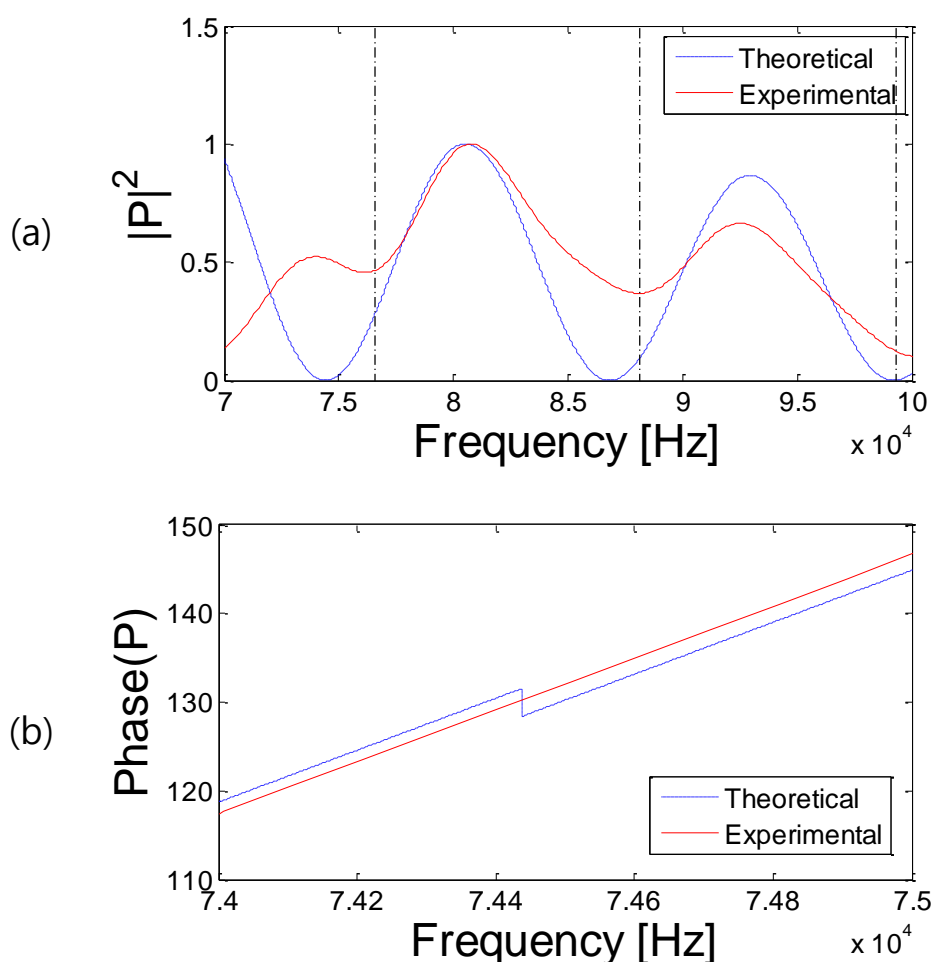 (a)
|P|^2
1.5
1
0.5
0
Theoretical
Experimental
7 7.5 8 8.5 9 9.5 10
Frequency [Hz]
x 10^4
(b)
Phase(P)
150
140
130
120
110
Theoretical
Experimental
7.4 7.42 7.44 7.46 7.48 7.5
Frequency [Hz]
x 10^4